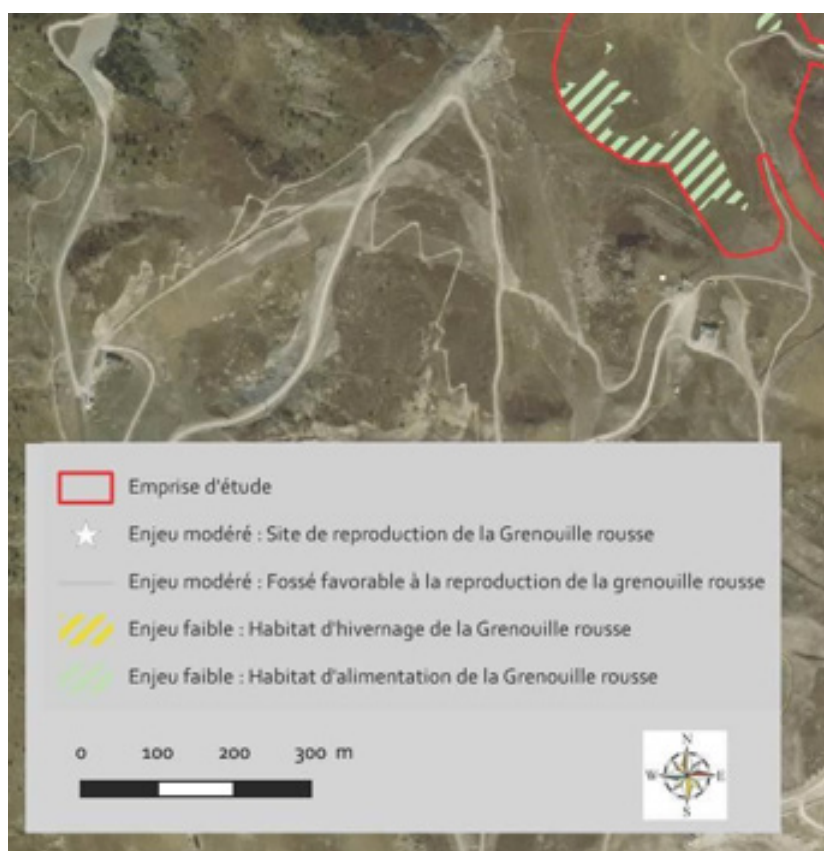 Emprise d'étude
Enjeu modéré : Site de reproduction de la Grenouille rousse
Enjeu modéré : Fossé favorable à la reproduction de la grenouille rousse
Enjeu faible : Habitat d'hivernage de la Grenouille rousse
Enjeu faible : Habitat d'alimentation de la Grenouille rousse
0 100 200 300 m
N
W E
S